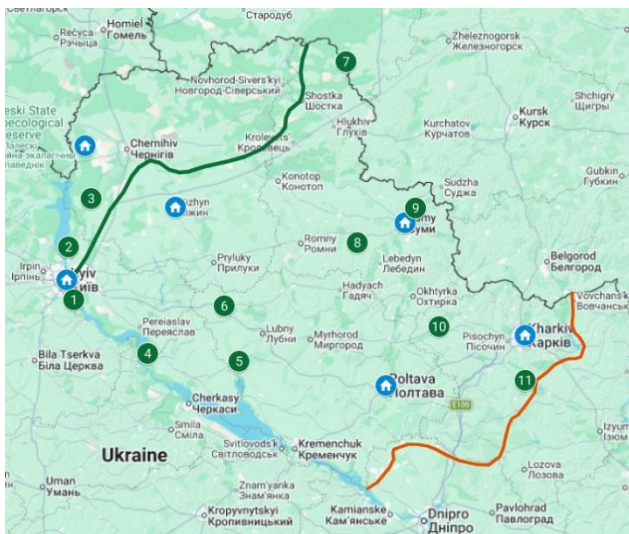 Стародуб
Homiel
Гомель
Rečyca
Рэчыца
Zheleznogorsk
Железногорск
7
Novhorod-Sivers'kyi
Новгород-Сіверський
Shostka
Шостка
Shchigry
Щигры
Kursk
Курск
Hlukhiv
Глухів
Kurchatov
Курчатов
Chernihiv
Чернігів
Krolevets
Кролевець
Konotop
Конотоп
Sudzha
Суджа
Gubkin
Губкин
3
9
Суми
Romny
Ромни
8
Lebedyn
Лебедин
Belgorod
Белгород
2
Irpin
Ірпінь
Pryluky
Прилуки
Hadyach
Гадяч
Okhtyrka
Охтирка
Vovchans'k
Вовчанськ
1
6
Pereiaslav
Переяслав
Lubny
Лубни
Myrhorod
Миргород
10
Pisochyn
Пісочин
Kharkiv
Харків
Bila Tserkva
Біла Церква
4
5
Poltava
Полтава
11
Cherkasy
Черкаси
E105
Smila
Сміла
Svitlovods'k
Світловодськ
Kremenchuk
Кременчук
Izyum
Ізюм
Ukraine
Lozova
Лозова
Uman
Умань
Znam'yanka
Знам'янка
Kropyvnytskyi
Кропивницький
Kamianske
Кам'янське
Dnipro
Дніпро
Pavlohrad
Павлоград